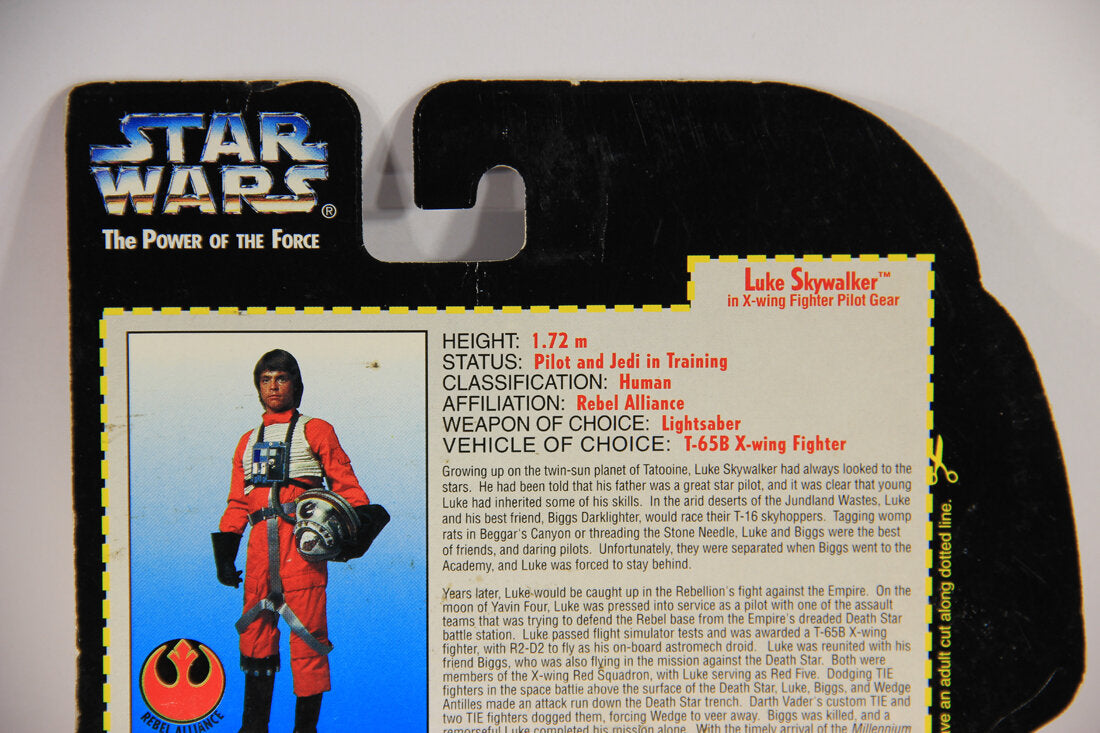 STAR
WARS®
The Power of the Force
Luke Skywalker™
in X-wing Fighter Pilot Gear
HEIGHT: 1.72 m
STATUS: Pilot and Jedi in Training
CLASSIFICATION: Human
AFFILIATION: Rebel Alliance
WEAPON OF CHOICE: Lightsaber
VEHICLE OF CHOICE: T-65B X-wing Fighter
Growing up on the twin-sun planet of Tatooine, Luke Skywalker had always looked to the
stars. He had been told that his father was a great star pilot, and it was clear that young
Luke had inherited some of his skills. In the arid deserts of the Jundland Wastes, Luke
and his best friend, Biggs Darklighter, would race their T-16 skyhoppers. Tagging womp
rats in Beggar's Canyon or threading the Stone Needle, Luke and Biggs were the best
of friends, and daring pilots. Unfortunately, they were separated when Biggs went to the
Academy, and Luke was forced to stay behind.
Years later, Luke would be caught up in the Rebellion's fight against the Empire. On the
moon of Yavin Four, Luke was pressed into service as a pilot with one of the assault
teams that was trying to defend the Rebel base from the Empire's dreaded Death Star
battle station. Luke passed flight simulator tests and was awarded a T-65B X-wing
fighter, with R2-D2 to fly as his on-board astromech droid. Luke was reunited with his
friend Biggs, who was also flying in the mission against the Death Star. Both were
members of the X-wing Red Squadron, with Luke serving as Red Five. Dodging TIE
fighters in the space battle above the surface of the Death Star, Luke, Biggs, and Wedge
Antilles made an attack run down the Death Star trench. Darth Vader's custom TIE and
two TIE fighters dogged them, forcing Wedge to veer away. Biggs was killed, and a
remorseful Luke completed his mission alone. With the timely arrival of the Millennium
REBEL ALLIANCE
ve an adult cut along dotted line.